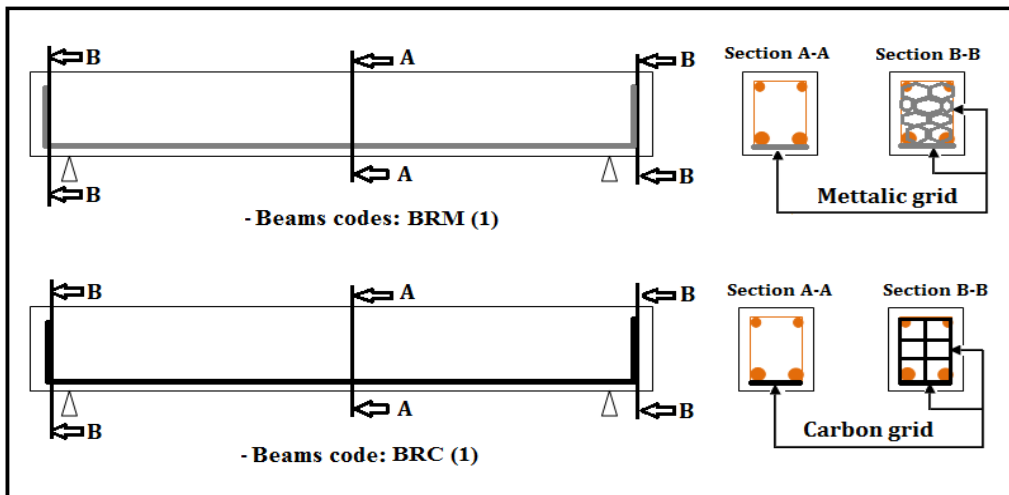 B
A
B
Section A-A
Section B-B
B
A
B
Mettalic grid
- Beams codes: BRM (1)
B
A
B
Section A-A
Section B-B
B
A
B
Carbon grid
- Beams code: BRC (1)